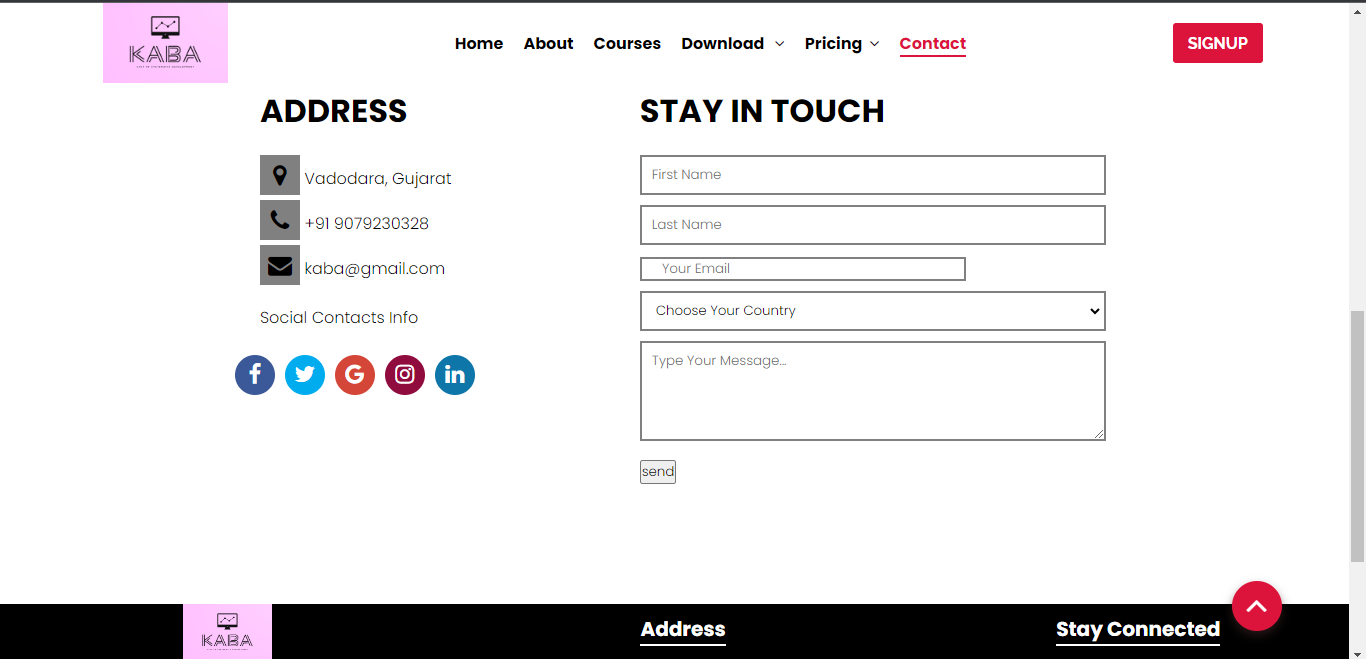 KABA
Home About Courses Download Pricing Contact
SIGNUP
ADDRESS
Vadodara, Gujarat
+91 9079230328
kaba@gmail.com
Social Contacts Info
STAY IN TOUCH
First Name
Last Name
Your Email
Choose Your Country
Type Your Message...
send
KABA
Address
Stay Connected